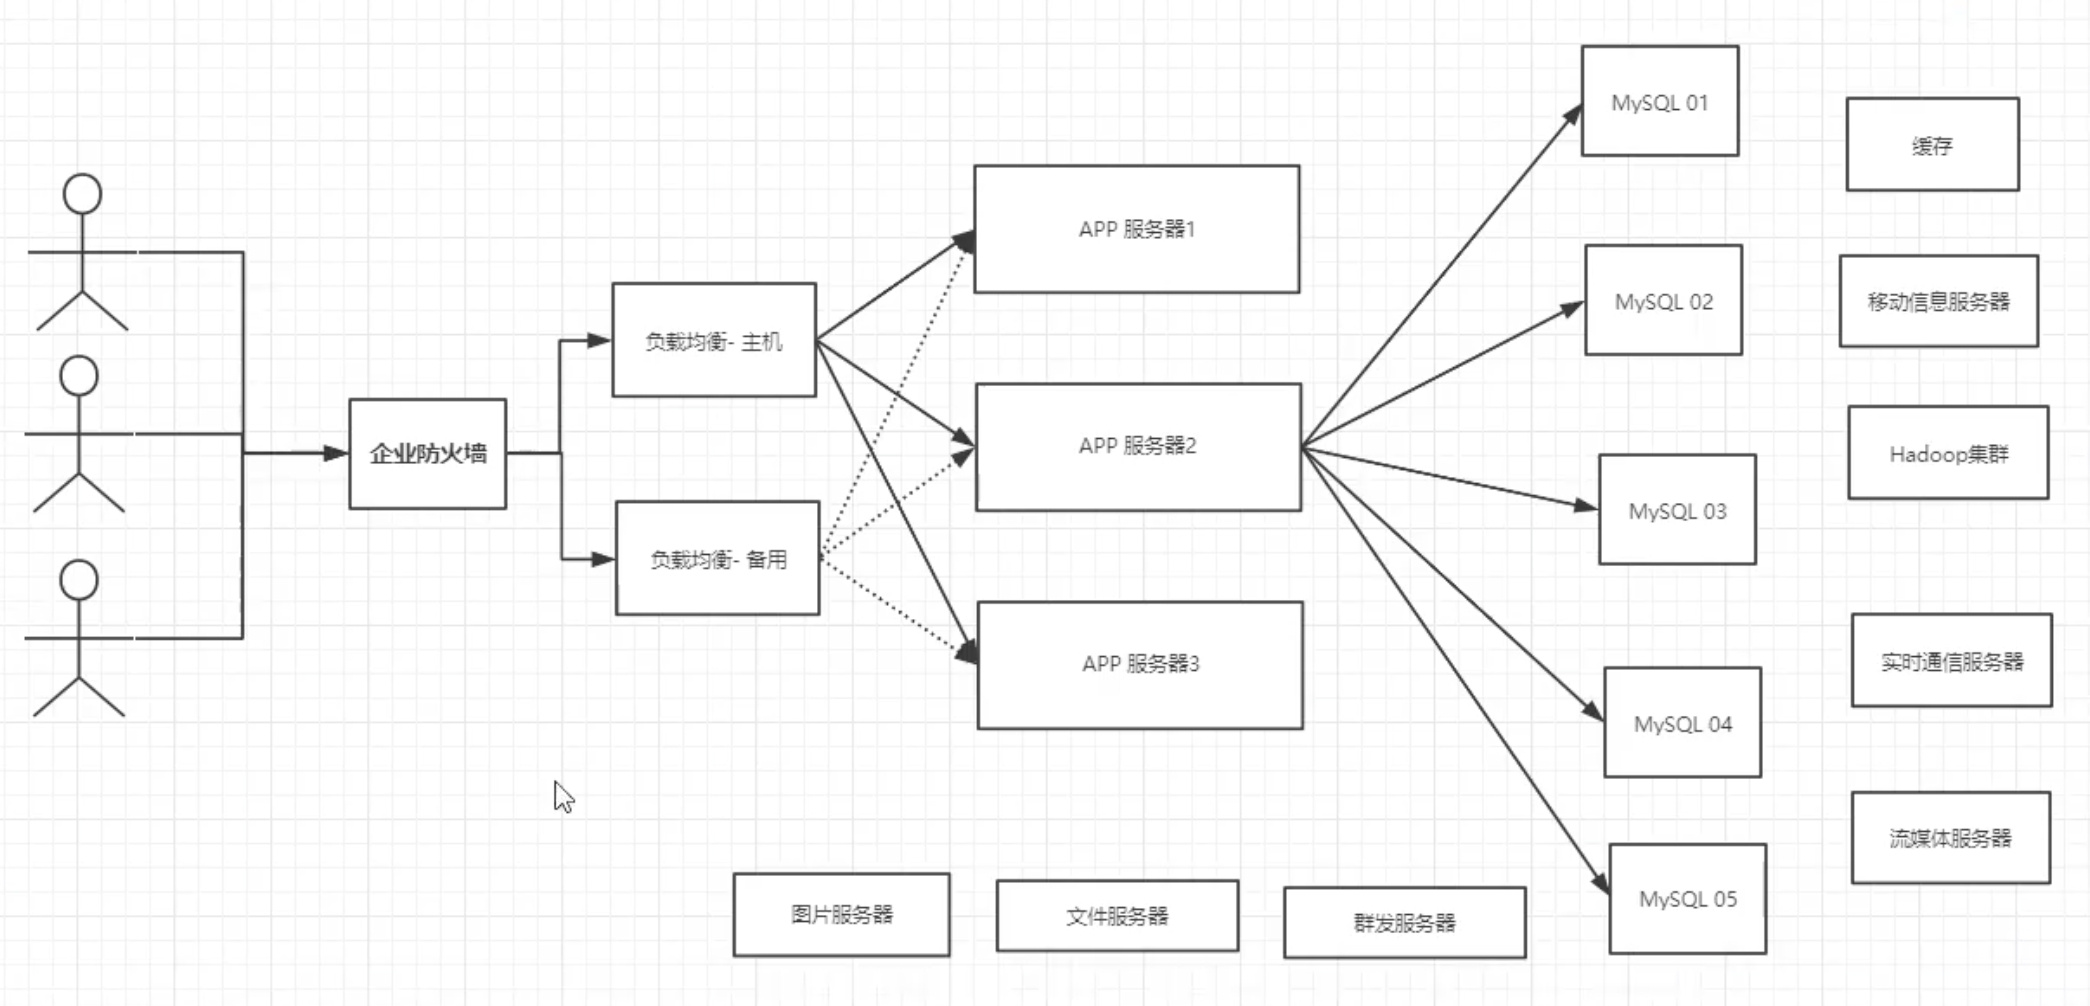 企业防火墙
负载均衡- 主机
负载均衡- 备用
APP 服务器1
APP 服务器2
APP 服务器3
MySQL 01
MySQL 02
MySQL 03
MySQL 04
MySQL 05
缓存
移动信息服务器
Hadoop集群
实时通信服务器
流媒体服务器
图片服务器
文件服务器
群发服务器